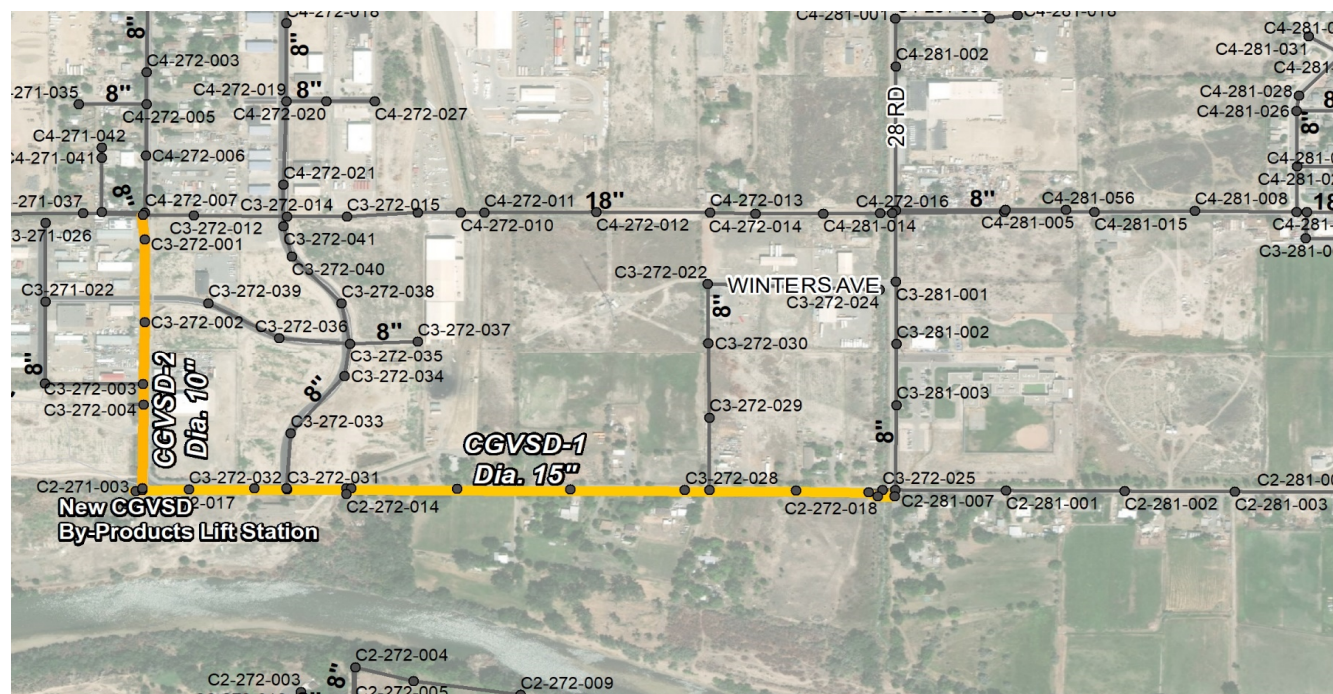 C4-272-018
C4-281-001
8"
8"
C4-272-003
C4-281-002
C4-281-031
8"
C4-272-019
8"
C4-281-028
C4-272-005
C4-272-020
C4-272-027
C4-281-026
C4-271-042
28 RD
8"
C4-271-041
C4-272-006
C4-272-021
8"
C4-272-007
C3-272-014
C3-272-015
C4-272-011
18"
C4-272-013
C4-272-016
8"
C4-281-056
C4-281-008
18"
C3-272-012
C4-272-010
C4-272-012
C4-272-014
C4-281-014
C4-281-005
C4-281-015
C3-271-026
C3-272-001
C3-272-041
C3-272-040
C3-272-022
WINTERS AVE
C3-271-022
C3-272-039
C3-272-038
8"
C3-272-024
C3-281-001
C3-272-002
C3-272-036
8"
C3-272-037
C3-281-002
C3-272-035
C3-272-030
8"
CGVSD-2
Dia. 10"
C3-272-003
C3-272-034
8"
C3-272-004
C3-281-003
C3-272-029
C3-272-033
8"
CGVSD-1
Dia. 15"
C2-271-003
C3-272-032
C3-272-031
C3-272-028
C3-272-025
C2-272-014
C2-272-018
C2-281-007
C2-281-001
C2-281-002
C2-281-003
New CGVSD
By-Products Lift Station
8"
C2-272-004
C2-272-003
C2-272-005
C2-272-009